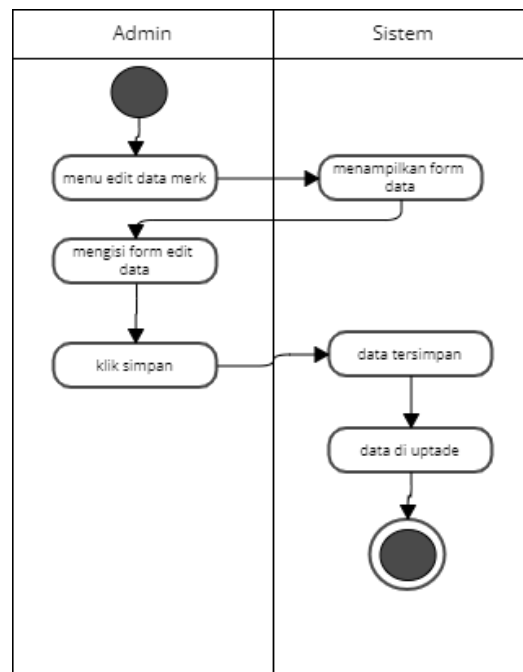 Admin
Sistem
menu edit data merk
menampilkan form
data
mengisi form edit
data
klik simpan
data tersimpan
data di uptade